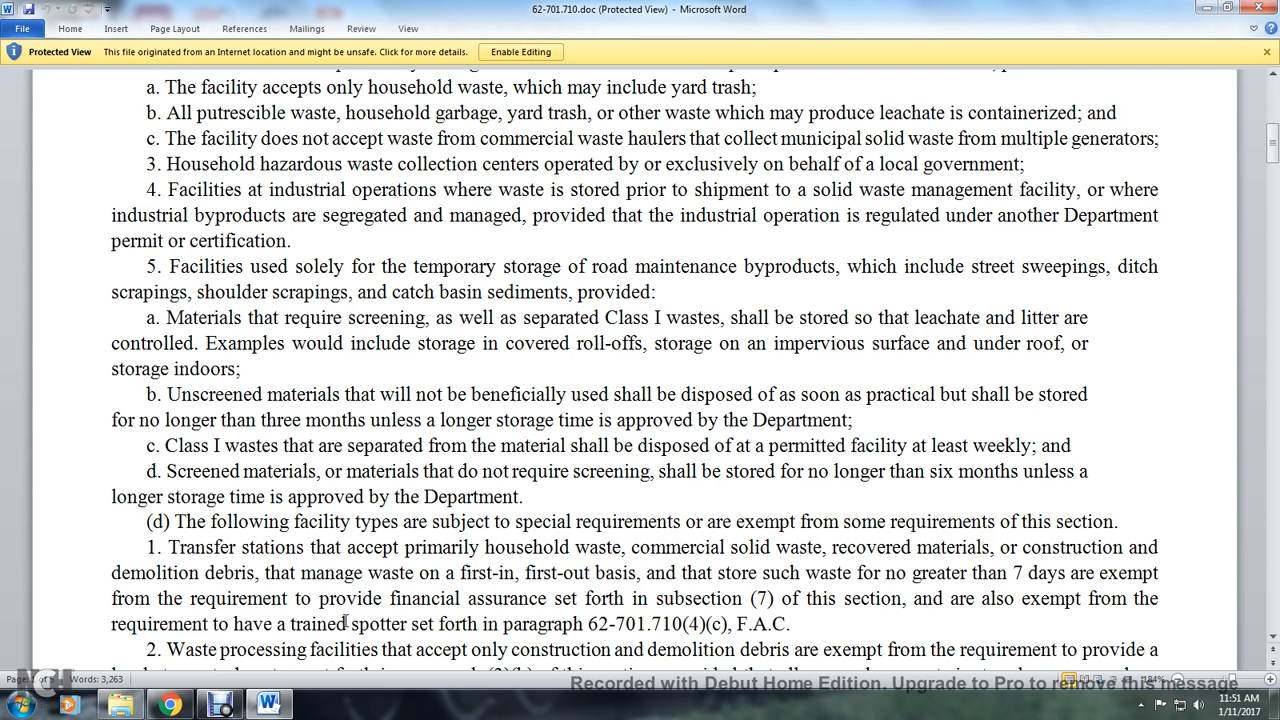 62-701.710.doc (Protected View) - Microsoft Word
File Home Insert Page Layout References Mailings Review View
Protected View This file originated from an Internet location and might be unsafe. Click for more details. Enable Editing
a. The facility accepts only household waste, which may include yard trash;
b. All putrescible waste, household garbage, yard trash, or other waste which may produce leachate is containerized; and
c. The facility does not accept waste from commercial waste haulers that collect municipal solid waste from multiple generators;
3. Household hazardous waste collection centers operated by or exclusively on behalf of a local government;
4. Facilities at industrial operations where waste is stored prior to shipment to a solid waste management facility, or where
industrial byproducts are segregated and managed, provided that the industrial operation is regulated under another Department
permit or certification.
5. Facilities used solely for the temporary storage of road maintenance byproducts, which include street sweepings, ditch
scrapings, shoulder scrapings, and catch basin sediments, provided:
a. Materials that require screening, as well as separated Class I wastes, shall be stored so that leachate and litter are
controlled. Examples would include storage in covered roll-offs, storage on an impervious surface and under roof, or
storage indoors;
b. Unscreened materials that will not be beneficially used shall be disposed of as soon as practical but shall be stored
for no longer than three months unless a longer storage time is approved by the Department;
c. Class I wastes that are separated from the material shall be disposed of at a permitted facility at least weekly; and
d. Screened materials, or materials that do not require screening, shall be stored for no longer than six months unless a
longer storage time is approved by the Department.
(d) The following facility types are subject to special requirements or are exempt from some requirements of this section.
1. Transfer stations that accept primarily household waste, commercial solid waste, recovered materials, or construction and
demolition debris, that manage waste on a first-in, first-out basis, and that store such waste for no greater than 7 days are exempt
from the requirement to provide financial assurance set forth in subsection (7) of this section, and are also exempt from the
requirement to have a trained spotter set forth in paragraph 62-701.710(4)(c), F.A.C.
2. Waste processing facilities that accept only construction and demolition debris are exempt from the requirement to provide a
Words: 3,263
Recorded with Debut Home Edition. Upgrade to Pro to remove this message
11:51 AM
1/11/2017